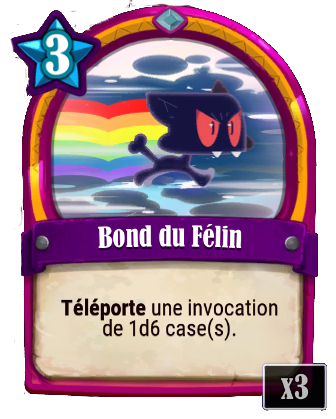 3
Bond du Félin
Téléporte une invocation
de 1d6 case(s).
x3